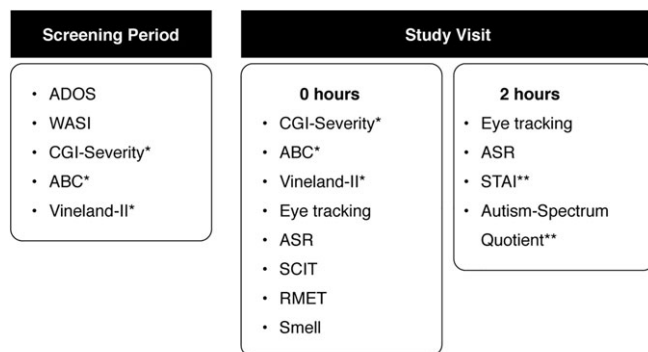 Screening Period
• ADOS
• WASI
• CGI-Severity*
• ABC*
• Vineland-II*
Study Visit
0 hours
• CGI-Severity*
• ABC*
• Vineland-II*
• Eye tracking
• ASR
• SCIT
• RMET
• Smell
2 hours
• Eye tracking
• ASR
• STAI**
• Autism-Spectrum
Quotient**